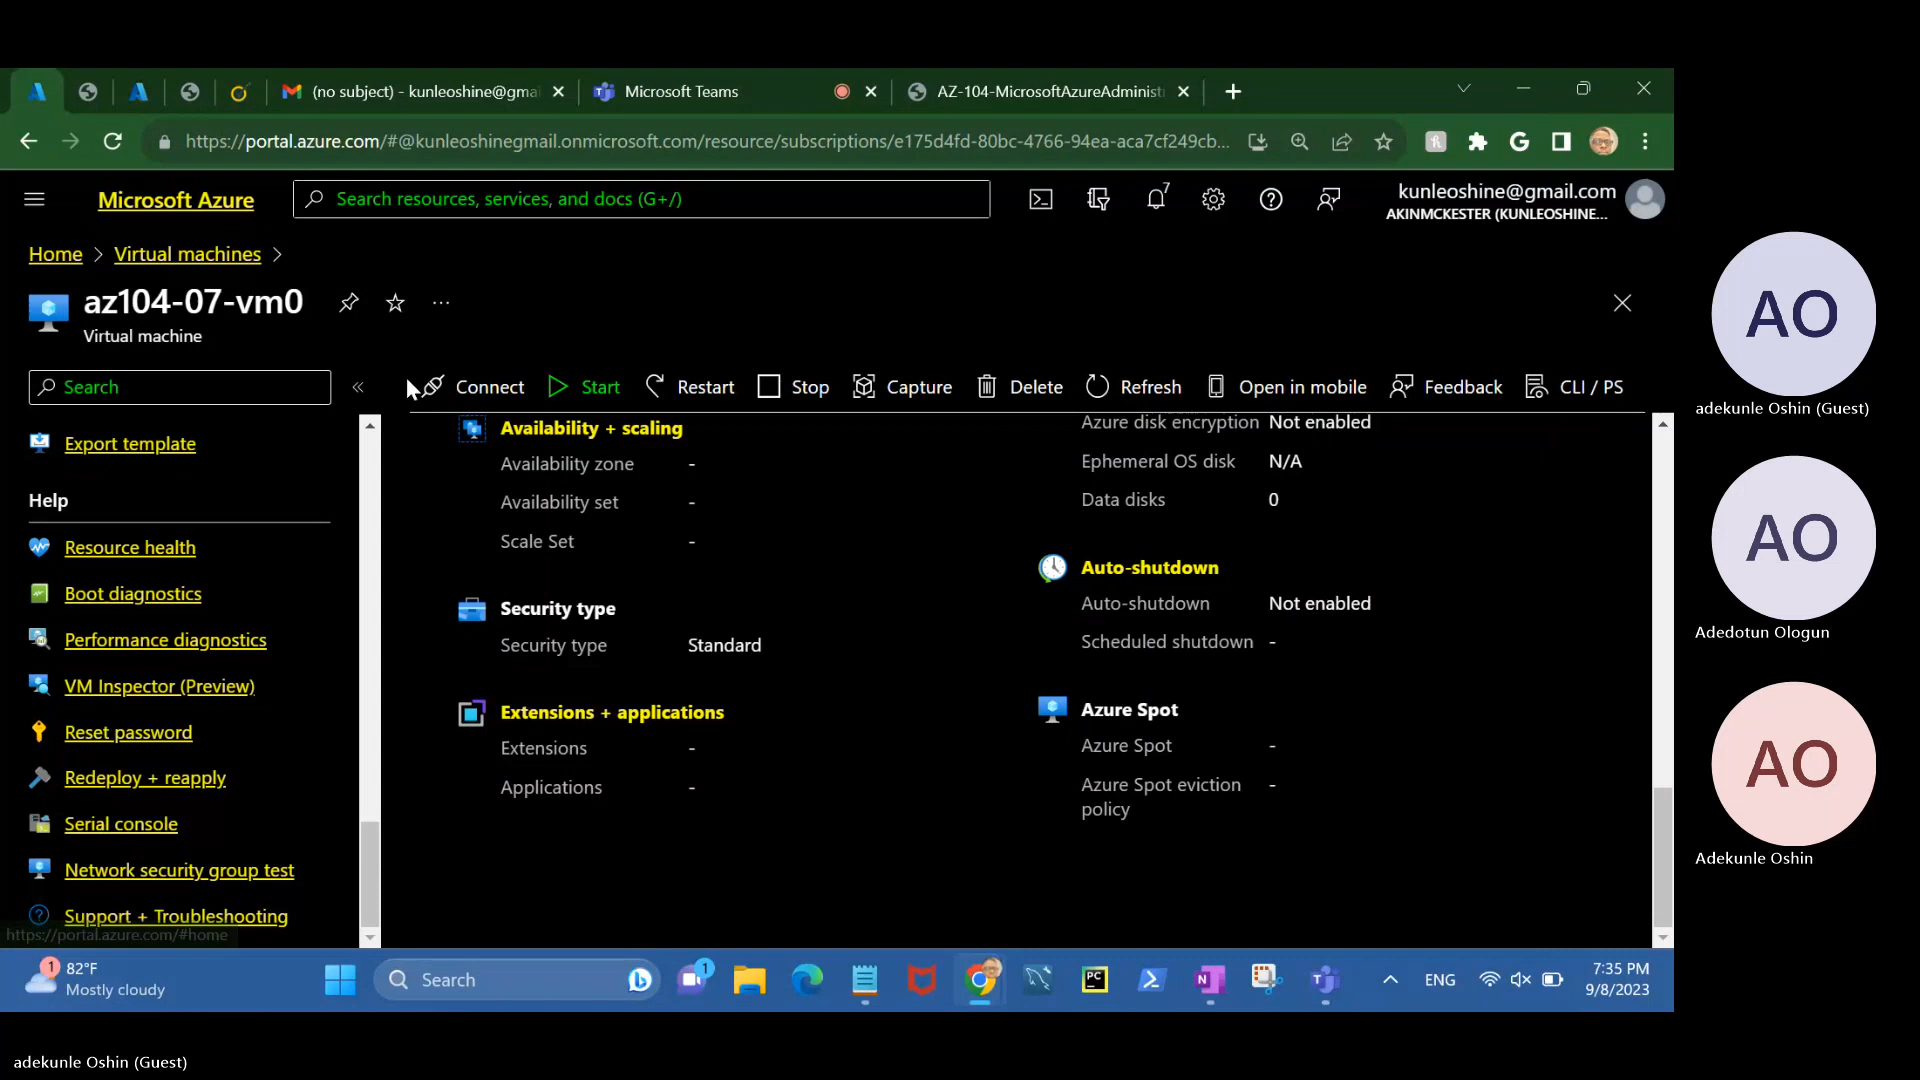 (no subject) - kunleoshine@gma
Microsoft Teams
AZ-104-MicrosoftAzureAdminist
https://portal.azure.com/#@kunleoshinegmail.onmicrosoft.com/resource/subscriptions/e175d4fd-80bc-4766-94ea-aca7cf249cb...
Microsoft Azure
Search resources, services, and docs (G+/)
7
kunleoshine@gmail.com
AKINMCKESTER (KUNLEOSHINE...
Home > Virtual machines >
az104-07-vm0
Virtual machine
Search
Connect
Start
Restart
Stop
Capture
Delete
Refresh
Open in mobile
Feedback
CLI / PS
Export template
Help
Resource health
Boot diagnostics
Performance diagnostics
VM Inspector (Preview)
Reset password
Redeploy + reapply
Serial console
Network security group test
Support + Troubleshooting
https://portal.azure.com/#home
Availability + scaling
Availability zone -
Availability set -
Scale Set -
Security type
Security type Standard
Extensions + applications
Extensions -
Applications -
Azure disk encryption Not enabled
Ephemeral OS disk N/A
Data disks 0
Auto-shutdown
Auto-shutdown Not enabled
Scheduled shutdown -
Azure Spot
Azure Spot -
Azure Spot eviction -
policy
1
82°F
Mostly cloudy
Search
1
PC
N
T
ENG
7:35 PM
9/8/2023
AO
adekunle Oshin (Guest)
AO
Adedotun Ologun
AO
Adekunle Oshin
adekunle Oshin (Guest)